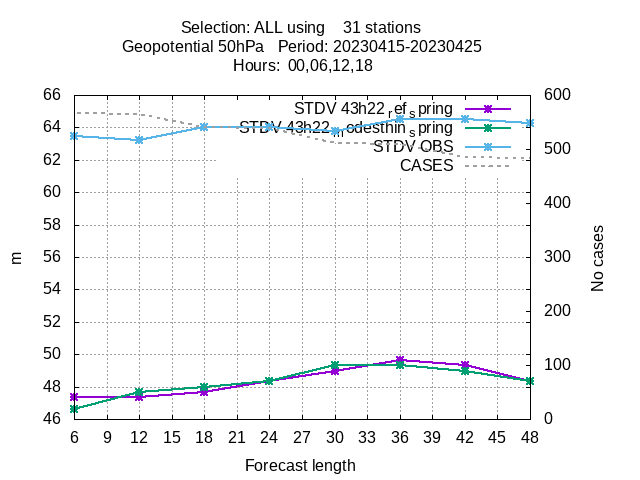 Selection: ALL using    31 stations
Geopotential 50hPa   Period: 20230415-20230425
Hours:  00,06,12,18
66
64
62
60
58
56
54
52
50
48
46
600
500
400
300
200
100
0
STDV 43h22_ref_spring
STDV 43h22_modesthin_spring
STDV OBS
CASES
m
No cases
6 9 12 15 18 21 24 27 30 33 36 39 42 45 48
Forecast length